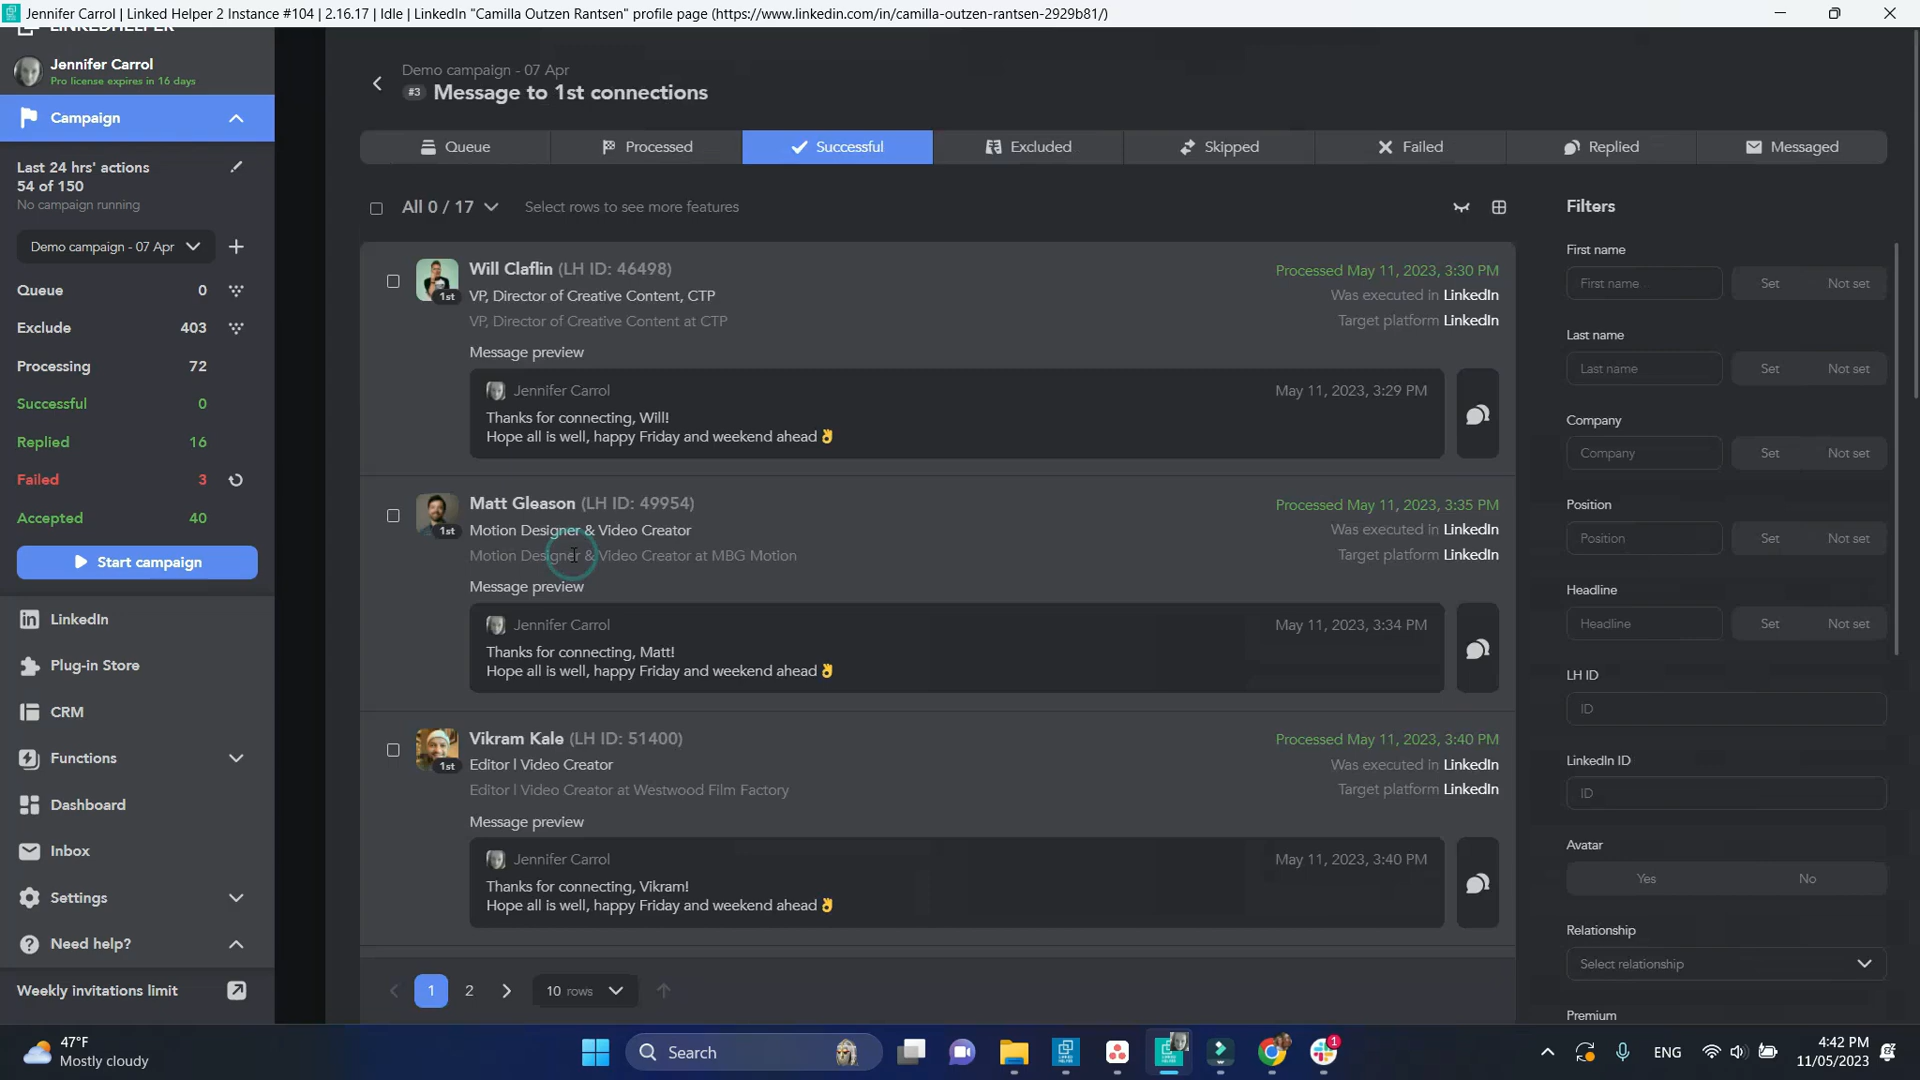 Jennifer Carrol | Linked Helper 2 Instance #104 | 2.16.17 | Idle | LinkedIn "Camilla Outzen Rantsen" profile page (https://www.linkedin.com/in/camilla-outzen-rantsen-2929b81/)
LINKEDHELPER
Jennifer Carrol
Pro license expires in 16 days
Campaign
Last 24 hrs' actions
54 of 150
No campaign running
Demo campaign - 07 Apr
Queue 0
Exclude 403
Processing 72
Successful 0
Replied 16
Failed 3
Accepted 40
Start campaign
LinkedIn
Plug-in Store
CRM
Functions
Dashboard
Inbox
Settings
Need help?
Weekly invitations limit
Demo campaign - 07 Apr
#3 Message to 1st connections
Queue Processed Successful Excluded Skipped Failed Replied Messaged
All 0 / 17 Select rows to see more features
Will Claflin (LH ID: 46498) Processed May 11, 2023, 3:30 PM
1st VP, Director of Creative Content, CTP Was executed in LinkedIn
VP, Director of Creative Content at CTP Target platform LinkedIn
Message preview
Jennifer Carrol May 11, 2023, 3:29 PM
Thanks for connecting, Will!
Hope all is well, happy Friday and weekend ahead👌
Matt Gleason (LH ID: 49954) Processed May 11, 2023, 3:35 PM
1st Motion Designer & Video Creator Was executed in LinkedIn
Motion Designer & Video Creator at MBG Motion Target platform LinkedIn
Message preview
Jennifer Carrol May 11, 2023, 3:34 PM
Thanks for connecting, Matt!
Hope all is well, happy Friday and weekend ahead👌
Vikram Kale (LH ID: 51400) Processed May 11, 2023, 3:40 PM
1st Editor | Video Creator Was executed in LinkedIn
Editor | Video Creator at Westwood Film Factory Target platform LinkedIn
Message preview
Jennifer Carrol May 11, 2023, 3:40 PM
Thanks for connecting, Vikram!
Hope all is well, happy Friday and weekend ahead👌
1 2 10 rows
Filters
First name
First name... Set Not set
Last name
Last name Set Not set
Company
Company Set Not set
Position
Position Set Not set
Headline
Headline Set Not set
LH ID
ID
LinkedIn ID
ID
Avatar
Yes No
Relationship
Select relationship
Premium
47°F
Mostly cloudy
Search
1
ENG
4:42 PM
11/05/2023